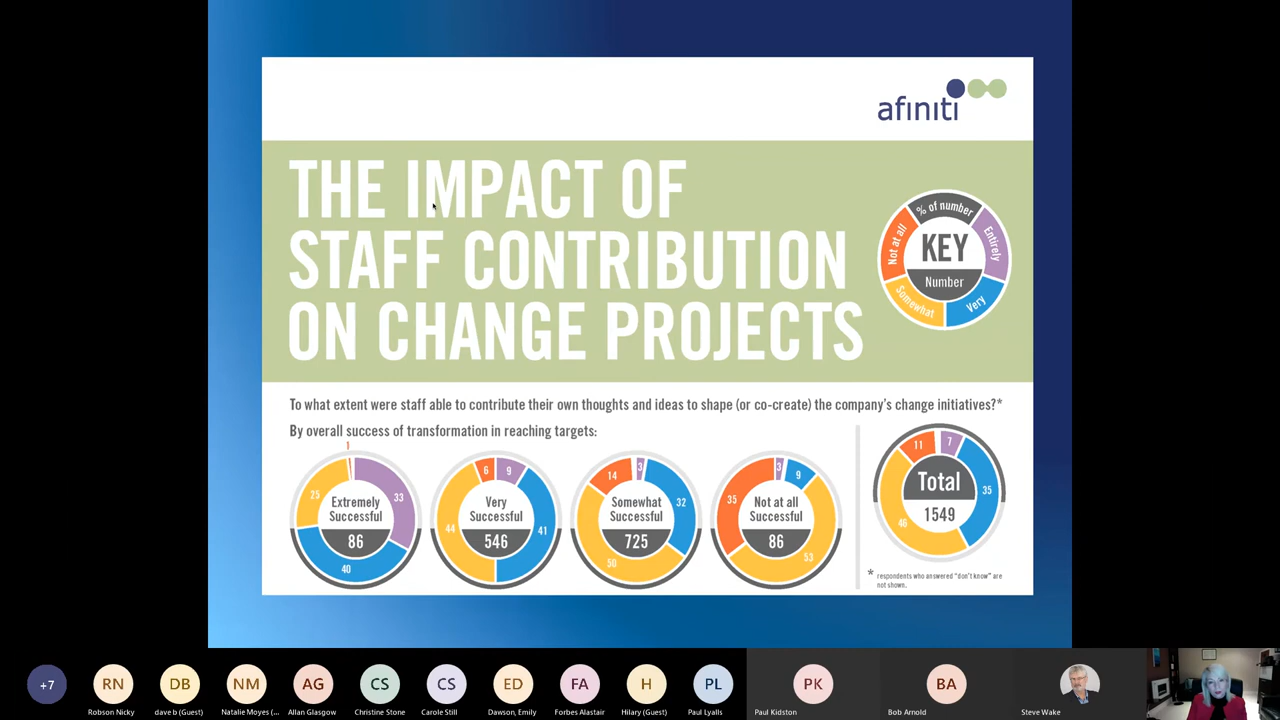 afiniti
THE IMPACT OF
STAFF CONTRIBUTION
ON CHANGE PROJECTS
% of number
Entirely
Very
Somewhat
Not at all
KEY
Number
To what extent were staff able to contribute their own thoughts and ideas to shape (or co-create) the company's change initiatives?*
By overall success of transformation in reaching targets:
1
33
40
25
Extremely
Successful
86
6
9
41
44
Very
Successful
546
14
3
32
50
Somewhat
Successful
725
35
3
9
53
Not at all
Successful
86
11
7
35
46
Total
1549
* respondents who answered "don't know" are
not shown.
+7
RN
DB
NM
AG
CS
CS
ED
FA
H
PL
PK
BA
Robson Nicky
dave b (Guest)
Natalie Moyes (...
Allan Glasgow
Christine Stone
Carole Still
Dawson, Emily
Forbes Alastair
Hilary (Guest)
Paul Lyalls
Paul Kidston
Bob Arnold
Steve Wake